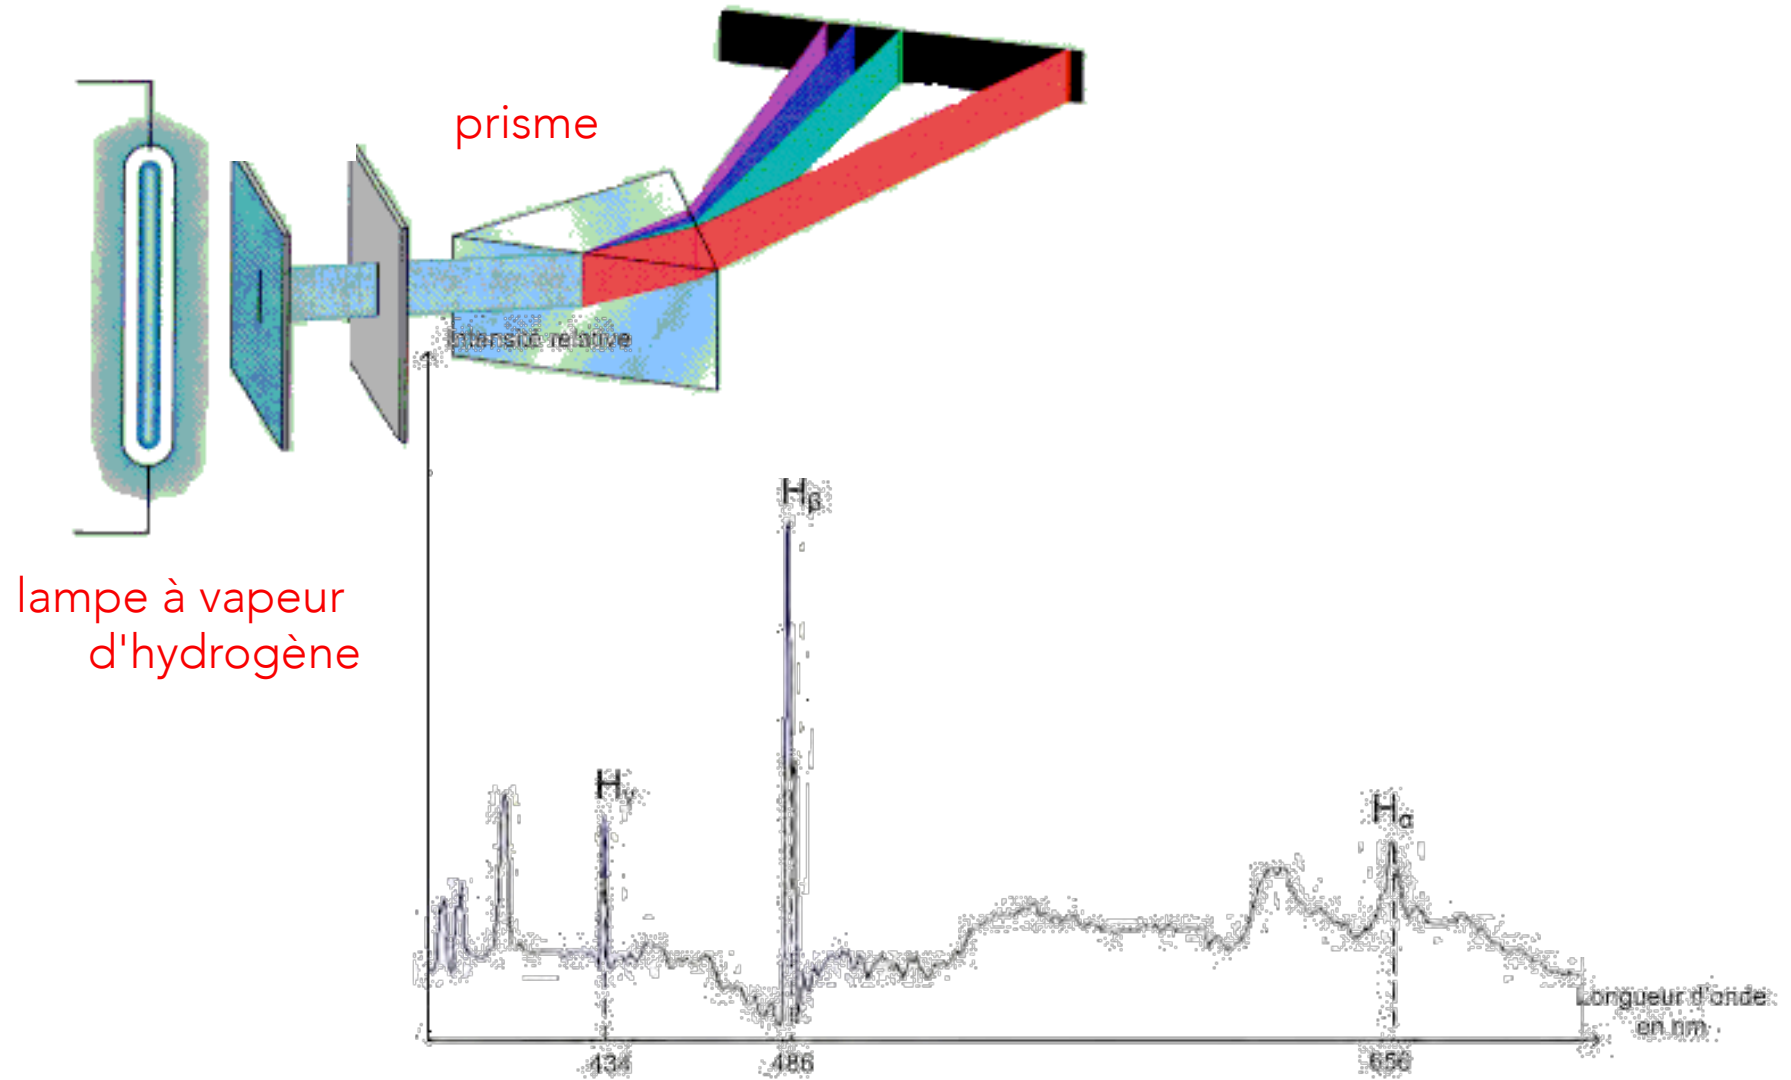 prisme
Intensité relative
lampe à vapeur
d'hydrogène
Hβ
Hγ
Hα
Longueur d'onde
en nm
434
486
656